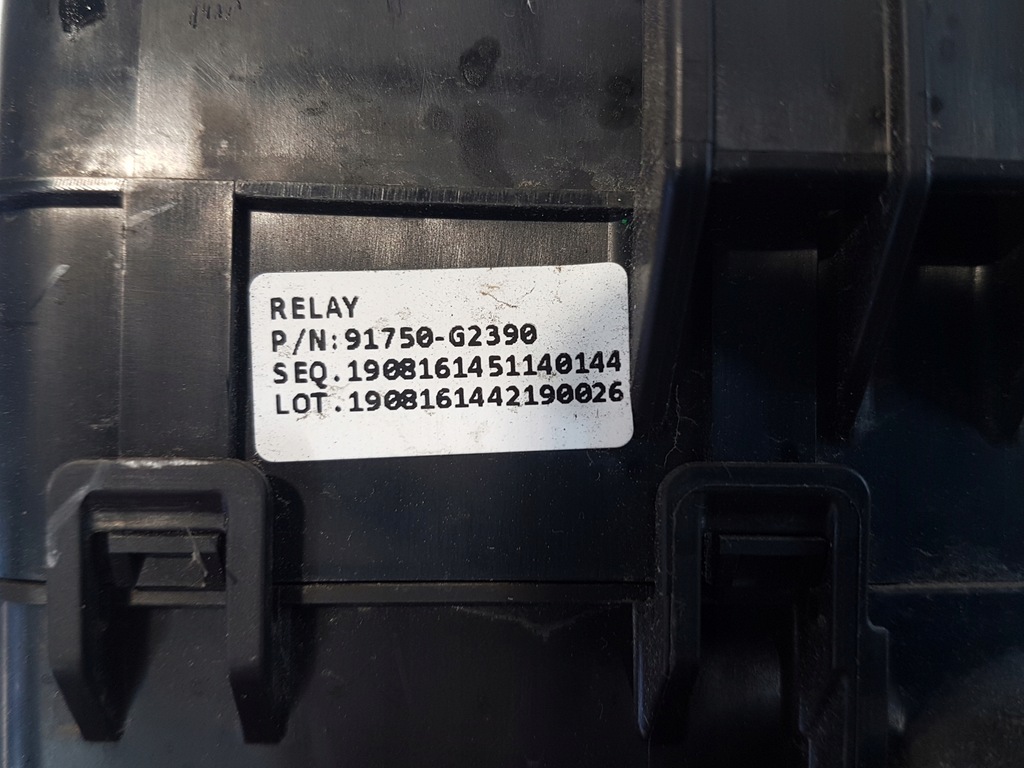 RELAY
P/N:91750-G2390
SEQ.1908161451140144
LOT.1908161442190026